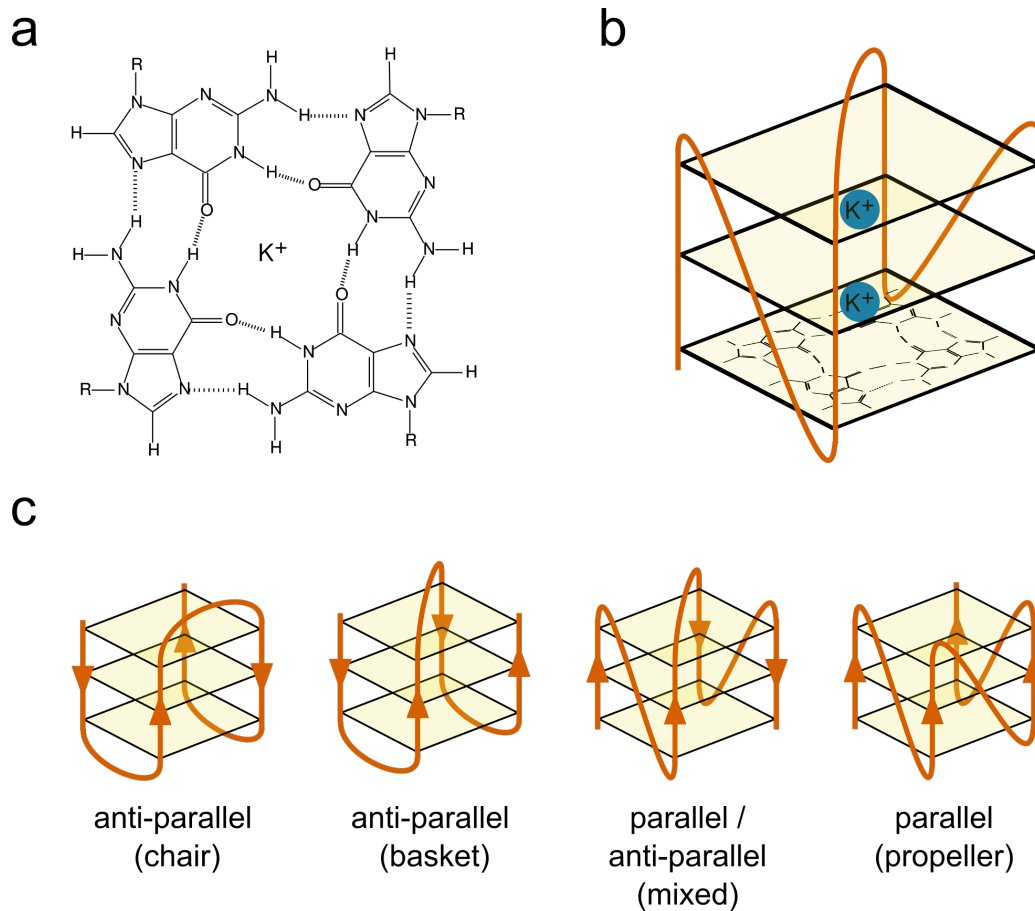 a
H H
R
N N N
H N N R
H
N
N H
O N
O
H N
H N H H N H
K+
H
N O
N O
H
N
N
H
R N N H
N N N
R
H H
b
K+
K+
c
anti-parallel
(chair)
anti-parallel
(basket)
parallel /
anti-parallel
(mixed)
parallel
(propeller)